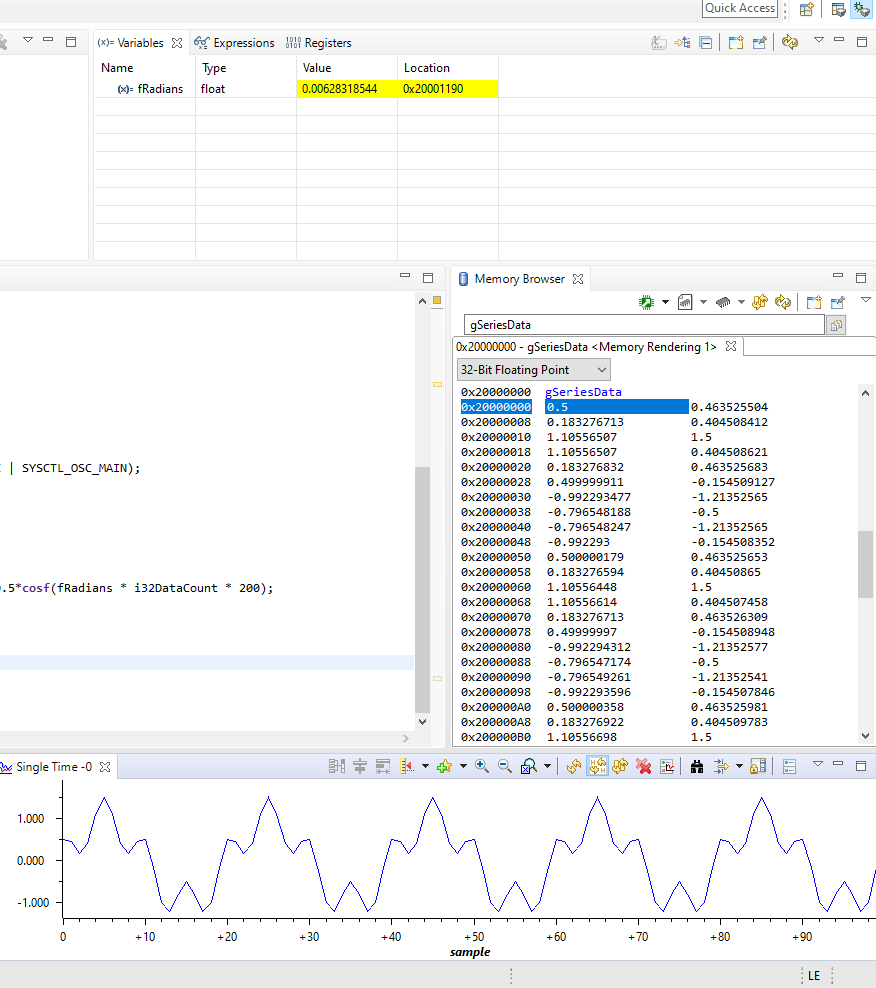 Quick Access
(x)= Variables Expressions 1010 0101 Registers
Name Type Value Location
(x)= fRadians float 0.00628318544 0x20001190
Memory Browser
gSeriesData
0x20000000 - gSeriesData <Memory Rendering 1>
32-Bit Floating Point
0x20000000 gSeriesData
0x20000000 0.5 0.463525504
0x20000008 0.183276713 0.404508412
0x20000010 1.10556507 1.5
0x20000018 1.10556507 0.404508621
0x20000020 0.183276832 0.463525683
0x20000028 0.499999911 -0.154509127
0x20000030 -0.992293477 -1.21352565
0x20000038 -0.796548188 -0.5
0x20000040 -0.796548247 -1.21352565
0x20000048 -0.992293 -0.154508352
0x20000050 0.500000179 0.463525653
0x20000058 0.183276594 0.40450865
0x20000060 1.10556448 1.5
0x20000068 1.10556614 0.404507458
0x20000070 0.183276713 0.463526309
0x20000078 0.49999997 -0.154508948
0x20000080 -0.992294312 -1.21352577
0x20000088 -0.796547174 -0.5
0x20000090 -0.796549261 -1.21352541
0x20000098 -0.992293596 -0.154507846
0x200000A0 0.500000358 0.463525981
0x200000A8 0.183276922 0.404509783
0x200000B0 1.10556698 1.5
| SYSCTL_OSC_MAIN);
.5*cosf(fRadians * i32DataCount * 200);
Single Time -0
1.000
0.000
-1.000
0 +10 +20 +30 +40 +50 +60 +70 +80 +90
sample
LE